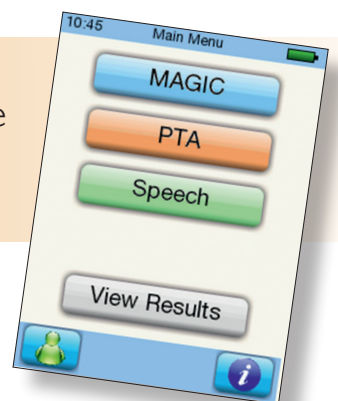 10:45 Main Menu
e
MAGIC
PTA
Speech
View Results
i